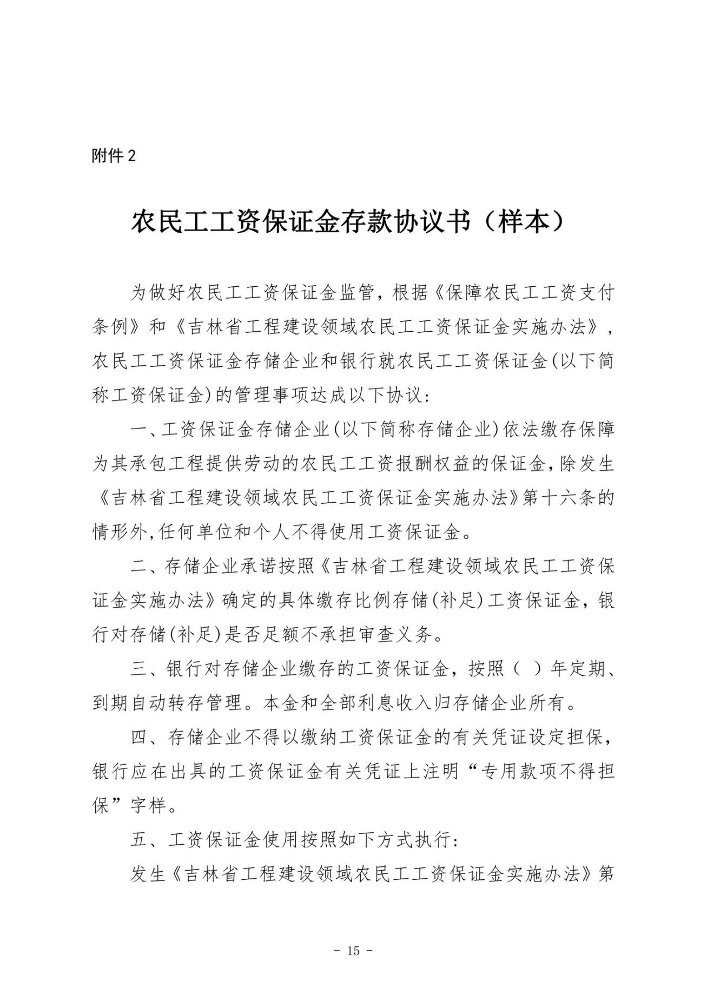 附件 2
农民工工资保证金存款协议书（样本）
为做好农民工工资保证金监管，根据《保障农民工工资支付
条例》和《吉林省工程建设领域农民工工资保证金实施办法》，
农民工工资保证金存储企业和银行就农民工工资保证金(以下简
称工资保证金)的管理事项达成以下协议：
一、工资保证金存储企业(以下简称存储企业)依法缴存保障
为其承包工程提供劳动的农民工工资报酬权益的保证金，除发生
《吉林省工程建设领域农民工工资保证金实施办法》第十六条的
情形外,任何单位和个人不得使用工资保证金。
二、存储企业承诺按照《吉林省工程建设领域农民工工资保
证金实施办法》确定的具体缴存比例存储(补足)工资保证金，银
行对存储(补足)是否足额不承担审查义务。
三、银行对存储企业缴存的工资保证金，按照（ ）年定期、
到期自动转存管理。本金和全部利息收入归存储企业所有。
四、存储企业不得以缴纳工资保证金的有关凭证设定担保，
银行应在出具的工资保证金有关凭证上注明“专用款项不得担
保”字样。
五、工资保证金使用按照如下方式执行：
发生《吉林省工程建设领域农民工工资保证金实施办法》第
- 15 -